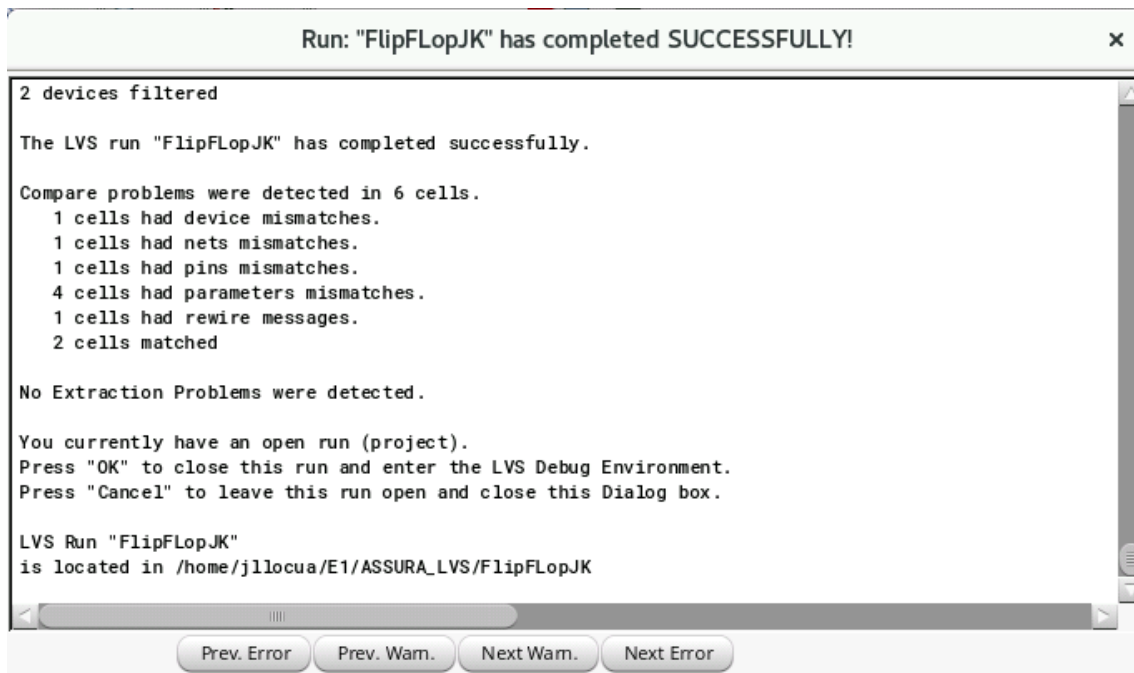 Run: "FlipFLopJK" has completed SUCCESSFULLY!
2 devices filtered
The LVS run "FlipFLopJK" has completed successfully.
Compare problems were detected in 6 cells.
1 cells had device mismatches.
1 cells had nets mismatches.
1 cells had pins mismatches.
4 cells had parameters mismatches.
1 cells had rewire messages.
2 cells matched
No Extraction Problems were detected.
You currently have an open run (project).
Press "OK" to close this run and enter the LVS Debug Environment.
Press "Cancel" to leave this run open and close this Dialog box.
LVS Run "FlipFLopJK"
is located in /home/jllocua/E1/ASSURA_LVS/FlipFLopJK
Prev. Error Prev. Warn. Next Warn. Next Error